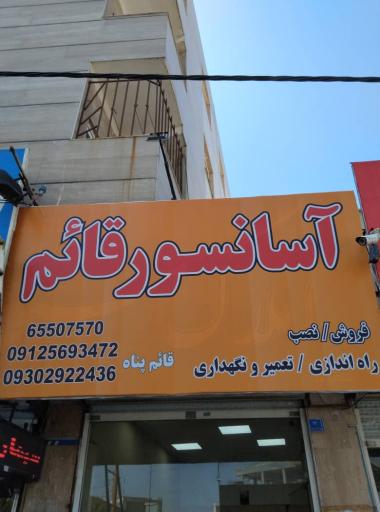 آسانسور قائم
فروش / نصب
راه اندازی / تعمیر و نگهداری
قائم پناه
65507570
09125693472
09302922436